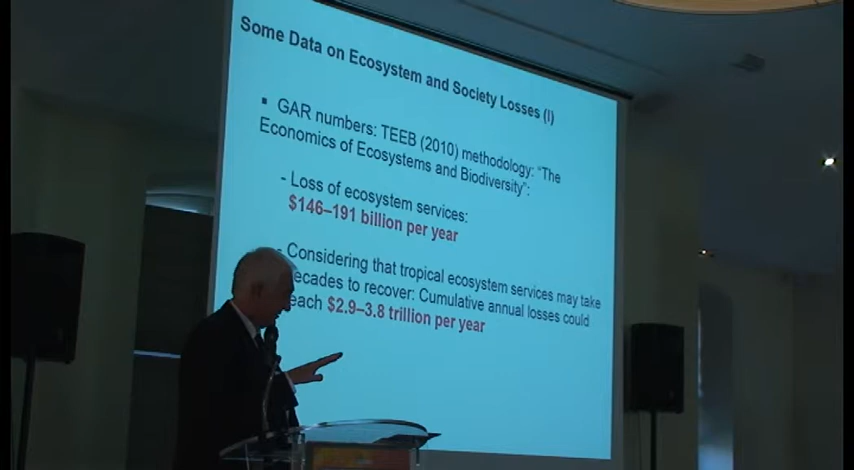 Some Data on Ecosystem and Society Losses (I)
▪ GAR numbers: TEEB (2010) methodology: “The
Economics of Ecosystems and Biodiversity”:
- Loss of ecosystem services:
$146–191 billion per year
- Considering that tropical ecosystem services may take
decades to recover: Cumulative annual losses could
reach $2.9–3.8 trillion per year